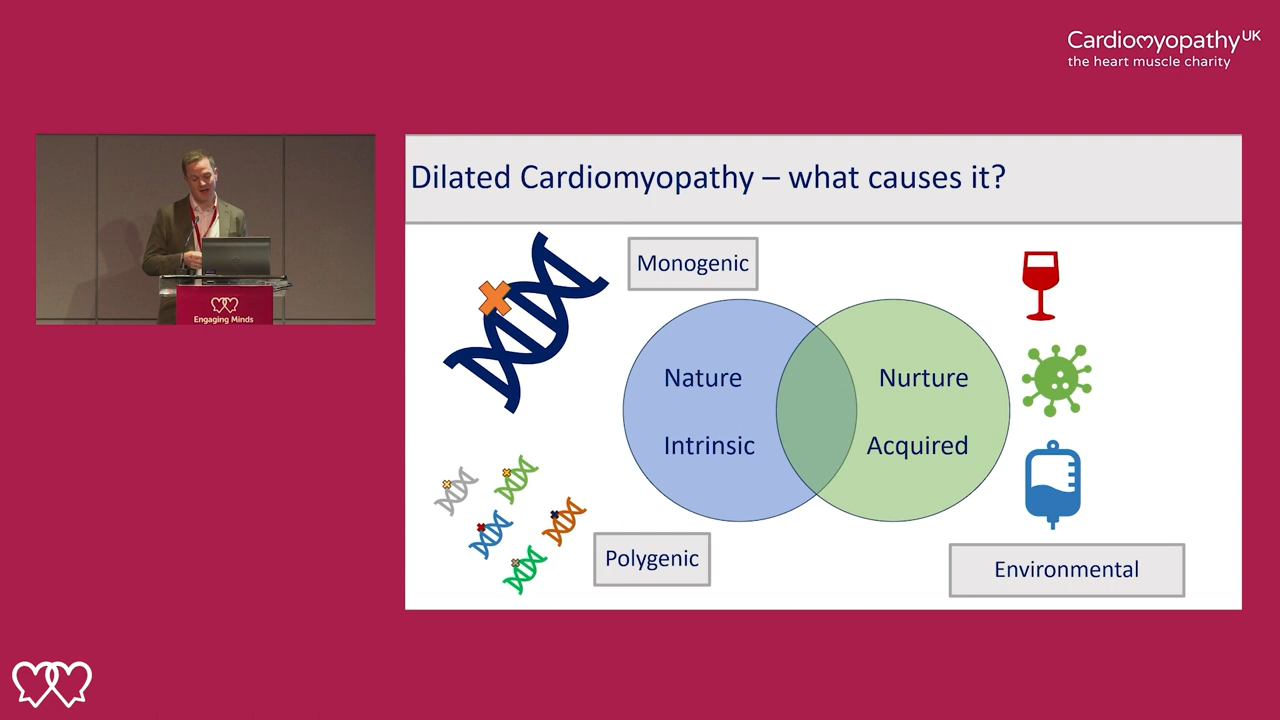 Cardiomyopathy UK
the heart muscle charity
Engaging Minds
Dilated Cardiomyopathy – what causes it?
Monogenic
Nature
Nurture
Intrinsic
Acquired
Polygenic
Environmental